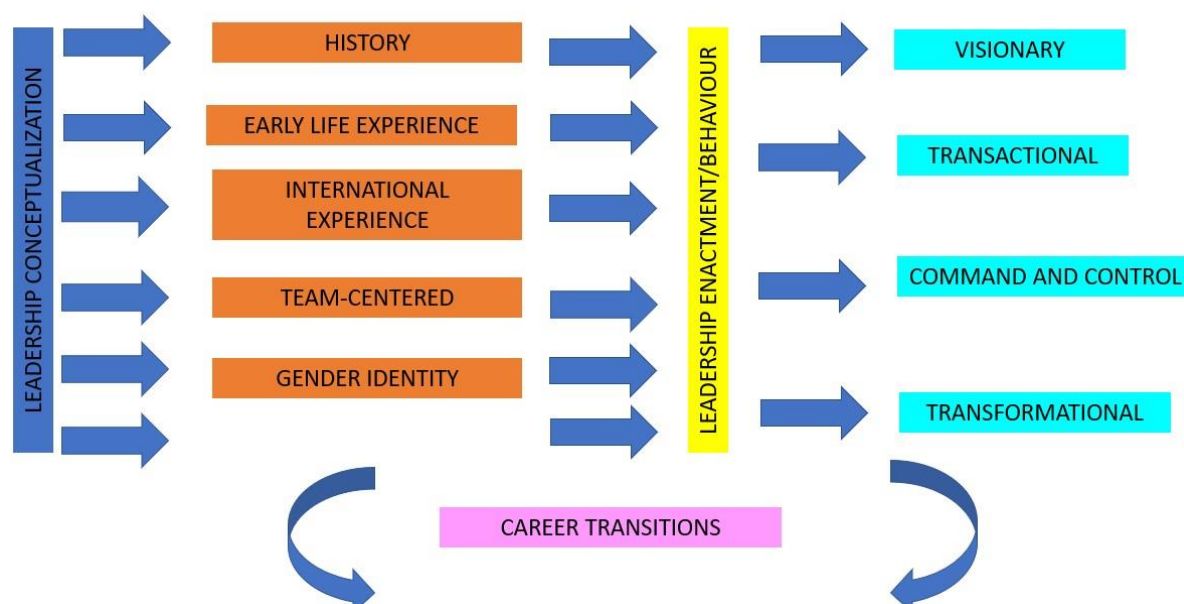 LEADERSHIP CONCEPTUALIZATION
HISTORY
EARLY LIFE EXPERIENCE
INTERNATIONAL
EXPERIENCE
TEAM-CENTERED
GENDER IDENTITY
LEADERSHIP ENACTMENT/BEHAVIOUR
VISIONARY
TRANSACTIONAL
COMMAND AND CONTROL
TRANSFORMATIONAL
CAREER TRANSITIONS